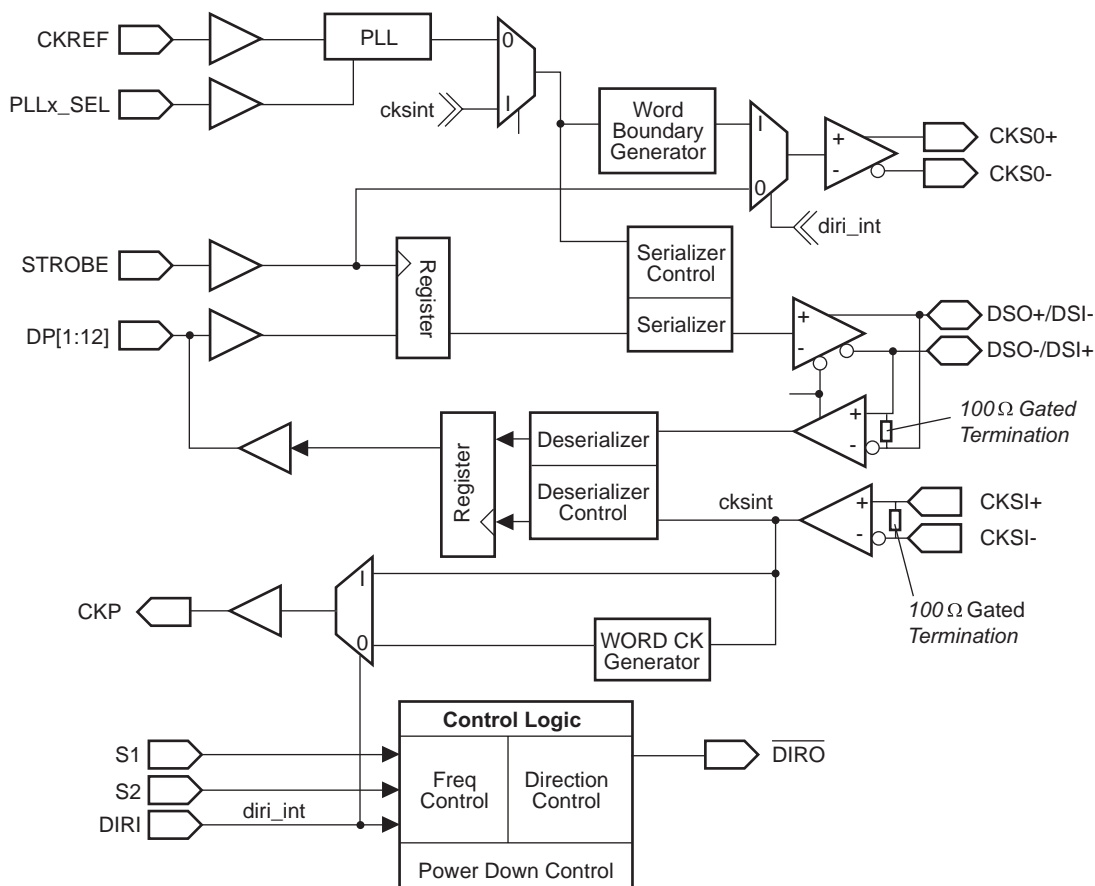 CKREF
PLL
0
PLLx_SEL
cksint
I
Word
Boundary
Generator
I
0
+
-
CKS0+
CKS0-
diri_int
STROBE
Register
Serializer
Control
Serializer
DP[1:12]
+
-
DSO+/DSI-
DSO-/DSI+
+
-
100 Ω Gated
Termination
Register
Deserializer
Deserializer
Control
cksint
+
-
CKSI+
CKSI-
100 Ω Gated
Termination
CKP
I
0
WORD CK
Generator
Control Logic
S1
S2
DIRI
diri_int
Freq
Control
Direction
Control
DIRO
Power Down Control